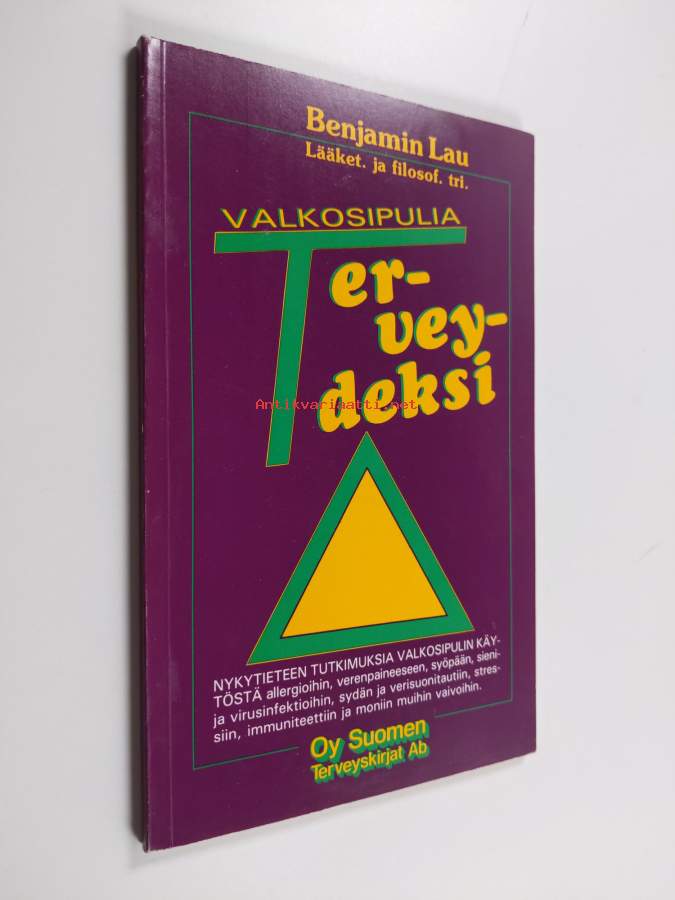 Benjamin Lau
Lääket. ja filosof. tri.
VALKOSIPULIA
Ter-
vey-
deksi
Antikvariaatti.net
NYKYTIETEEN TUTKIMUKSIA VALKOSIPULIN KÄY-
TÖSTÄ allergioihin, verenpaineeseen, syöpään, sieni-
ja virusinfektioihin, sydän ja verisuonitautiin, stres-
siin, immuniteettiin ja moniin muihin vaivoihin.
Oy Suomen
Terveyskirjat Ab